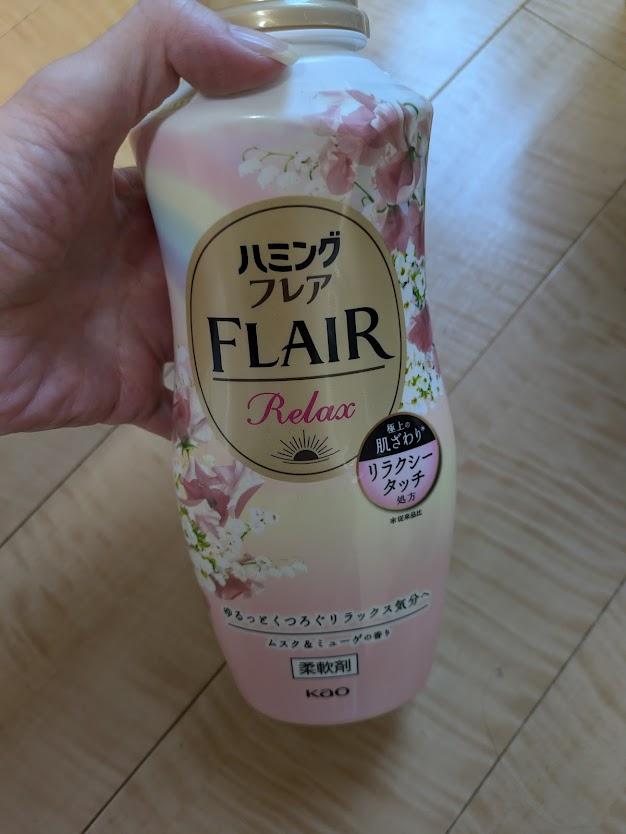 ハミング
フレア
FLAIR
Relax
極上の
肌ざわり*
リラクシー
タッチ
処方
*従来品比
ゆるっとくつろぐリラックス気分へ
ムスク&ミューゲの香り
柔軟剤
Kao